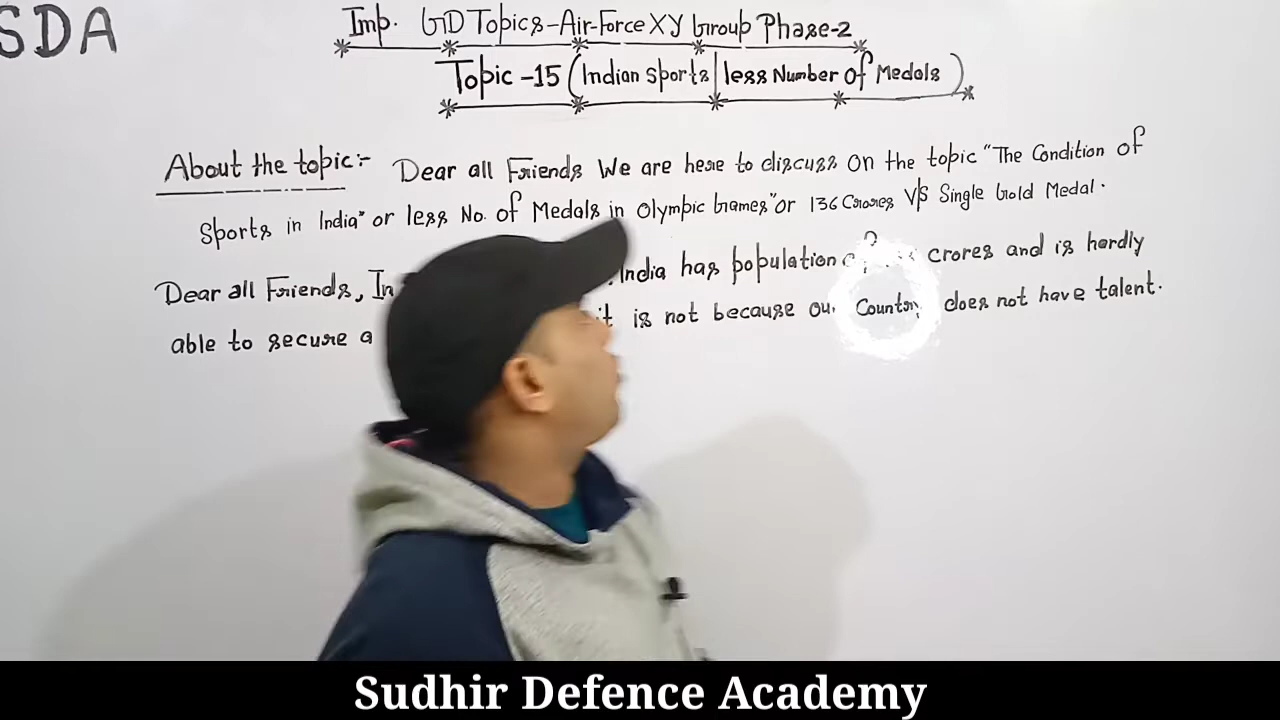 SDA
Imp. GD Topics-Air-Force XY Group Phase-2
Topic -15 (Indian Sports | less Number of Medals)
About the topic:- Dear all Friends We are here to discuss on the topic "The Condition of
Sports in India" or less No. of Medals in Olympic Games" or 136 Corores V/s Single Gold Medal.
Dear all Friends, In India has population crores and is hardly
able to secure a it is not because our Country does not have talent.
Sudhir Defence Academy